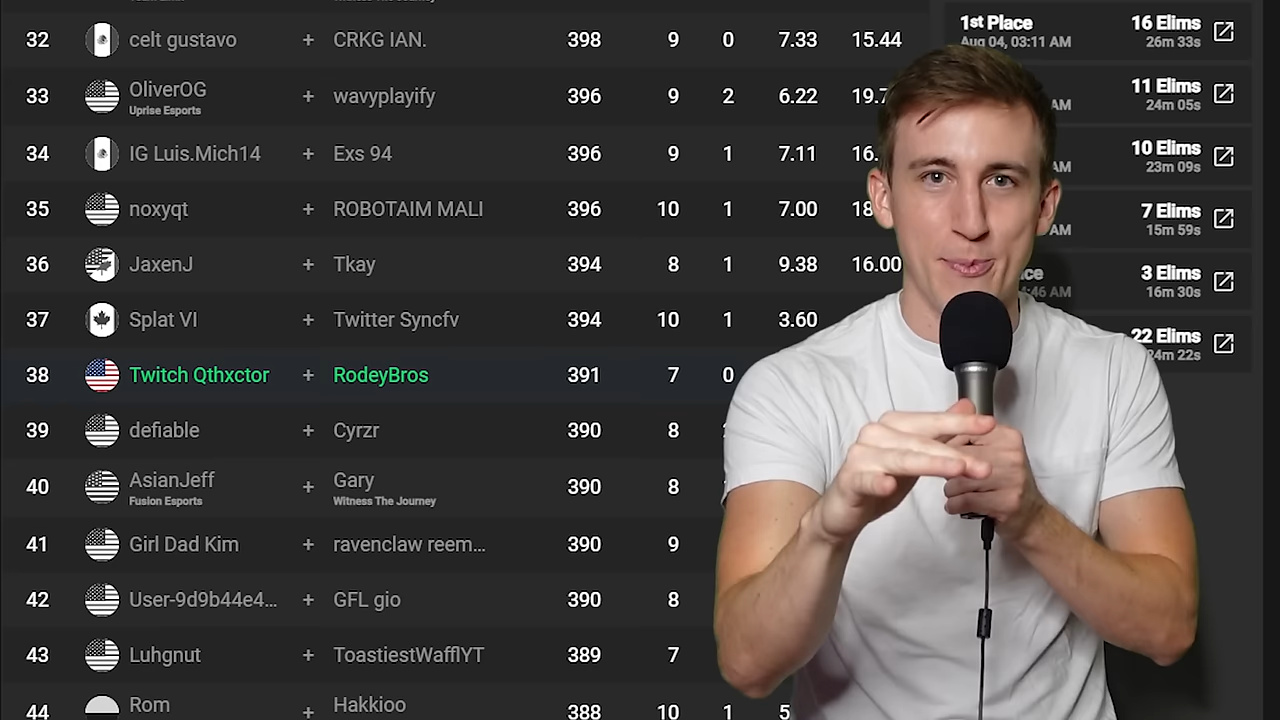 32 celt gustavo + CRKG IAN. 398 9 0 7.33 15.44
33 OliverOG + wavyplayify 396 9 2 6.22
Uprise Esports
34 IG Luis.Mich14 + Exs 94 396 9 1 7.11
35 noxyqt + ROBOTAIM MALI 396 10 1 7.00
36 JaxenJ + Tkay 394 8 1 9.38 16.00
37 Splat VI + Twitter Syncfv 394 10 1 3.60
38 Twitch Qthxctor + RodeyBros 391 7 0
39 defiable + Cyrzr 390 8
40 AsianJeff + Gary 390 8
Fusion Esports Witness The Journey
41 Girl Dad Kim + ravenclaw reem... 390 9
42 User-9d9b44e4... + GFL gio 390 8
43 Luhgnut + ToastiestWafflYT 389 7
44 Rom + Hakkioo 388 10 1
1st Place 16 Elims
Aug 04, 03:11 AM 26m 33s
11 Elims
AM 24m 05s
10 Elims
AM 23m 09s
7 Elims
AM 15m 59s
3 Elims
:46 AM 16m 30s
22 Elims
24m 22s